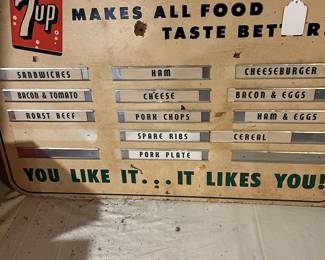 7up
MAKES ALL FOOD
TASTE BETTER
SANDWICHES HAM CHEESEBURGER
BACON & TOMATO CHEESE BACON & EGGS
ROAST BEEF PORK CHOPS HAM & EGGS
SPARE RIBS CEREAL
PORK PLATE
YOU LIKE IT... IT LIKES YOU!